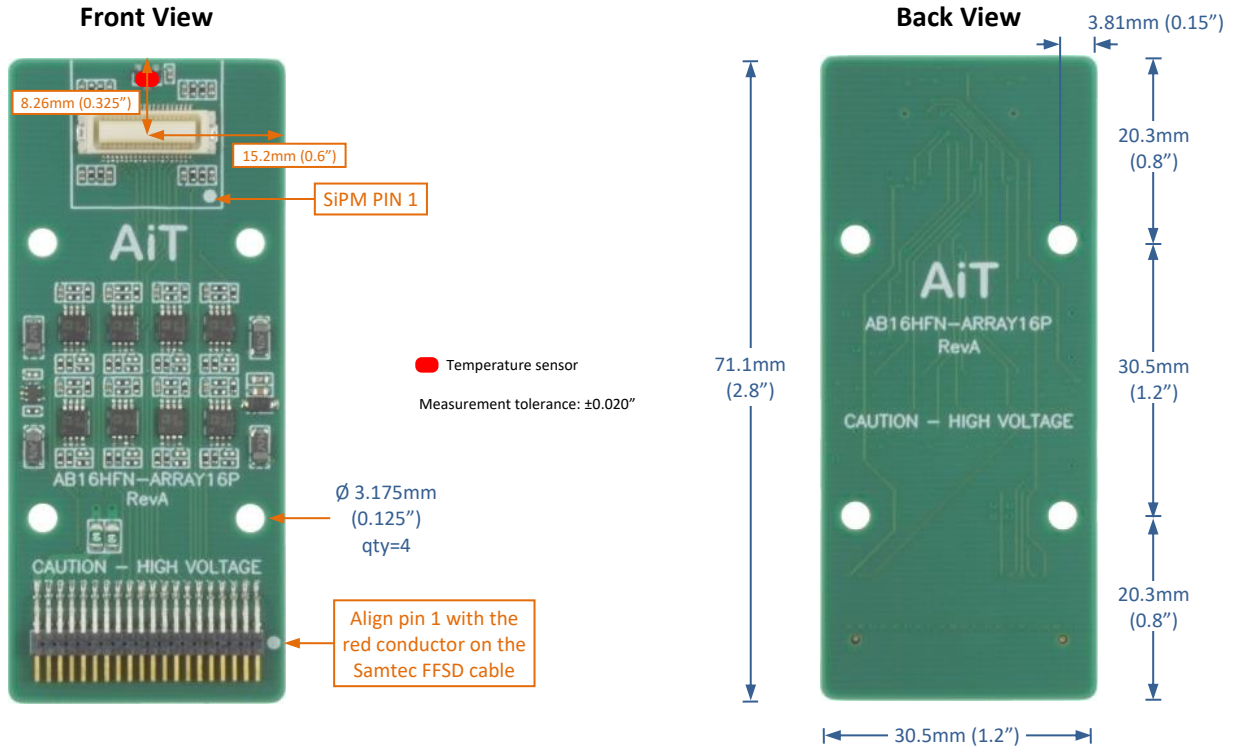 Front View
8.26mm (0.325”)
15.2mm (0.6”)
SiPM PIN 1
AiT
AB16HFN-ARRAY16P
RevA
CAUTION - HIGH VOLTAGE
Temperature sensor
Measurement tolerance: ±0.020”
Ø 3.175mm
(0.125”)
qty=4
Align pin 1 with the
red conductor on the
Samtec FFSD cable
Back View
3.81mm (0.15”)
20.3mm
(0.8”)
AiT
AB16HFN-ARRAY16P
RevA
71.1mm
(2.8”)
30.5mm
(1.2”)
CAUTION - HIGH VOLTAGE
20.3mm
(0.8”)
30.5mm (1.2”)